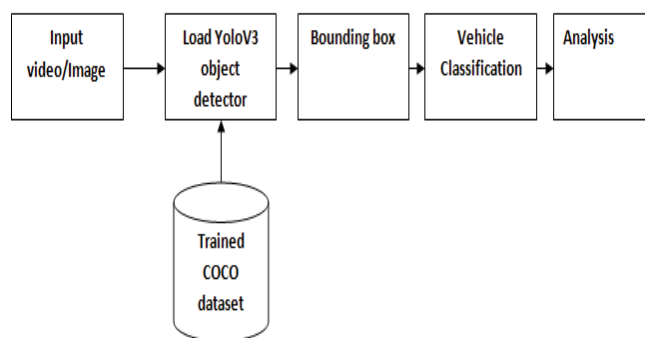 Input
video/Image
Load YoloV3
object
detector
Bounding box
Vehicle
Classification
Analysis
Trained
COCO
dataset